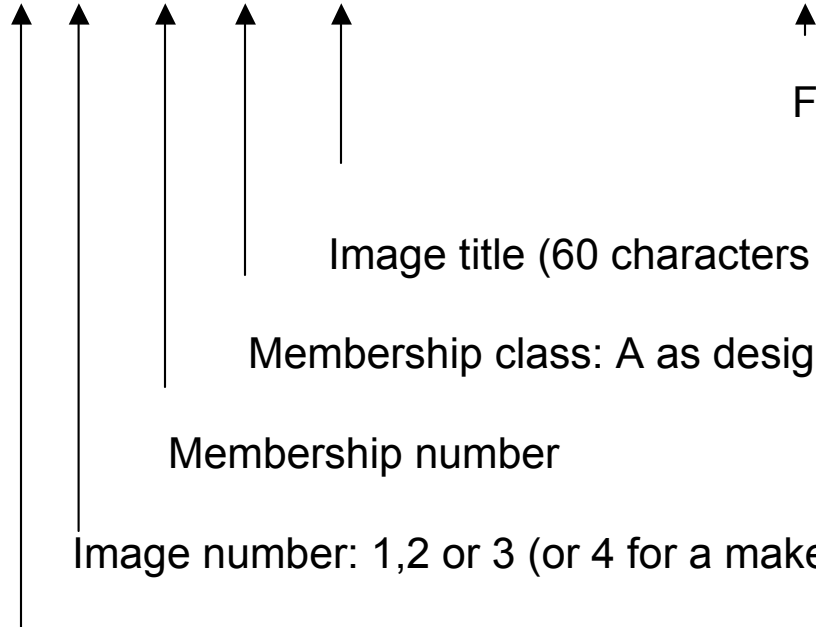 F
Image title (60 characters
Membership class: A as desig
Membership number
Image number: 1,2 or 3 (or 4 for a make